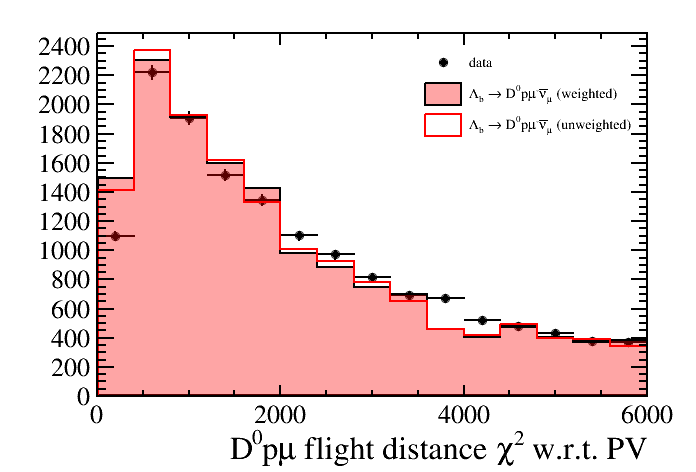 2400
2200
2000
1800
1600
1400
1200
1000
800
600
400
200
0
data
Λb → D⁰pμ ν̅μ (weighted)
Λb → D⁰pμ ν̅μ (unweighted)
0 2000 4000 6000
D⁰pμ flight distance χ² w.r.t. PV